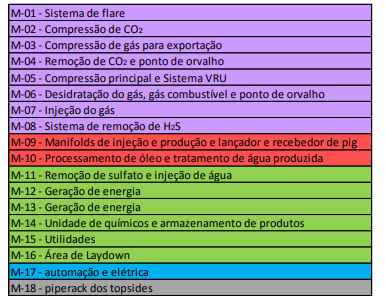 M-01 - Sistema de flare
M-02 - Compressão de CO₂
M-03 - Compressão de gás para exportação
M-04 - Remoção de CO₂ e ponto de orvalho
M-05 - Compressão principal e Sistema VRU
M-06 - Desidratação do gás, gás combustível e ponto de orvalho
M-07 - Injeção do gás
M-08 - Sistema de remoção de H₂S
M-09 - Manifolds de injeção e produção e lançador e recebedor de pig
M-10 - Processamento de óleo e tratamento de água produzida
M-11 - Remoção de sulfato e injeção de água
M-12 - Geração de energia
M-13 - Geração de energia
M-14 - Unidade de químicos e armazenamento de produtos
M-15 - Utilidades
M-16 - Área de Laydown
M-17 - automação e elétrica
M-18 - piperack dos topsides